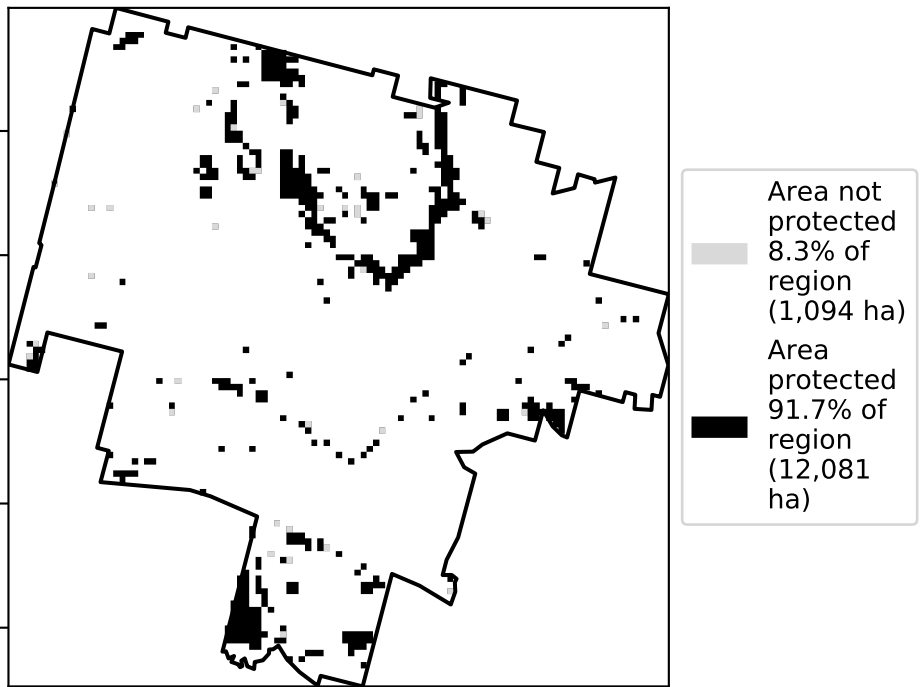 Area not
protected
8.3% of
region
(1,094 ha)
Area
protected
91.7% of
region
(12,081
ha)